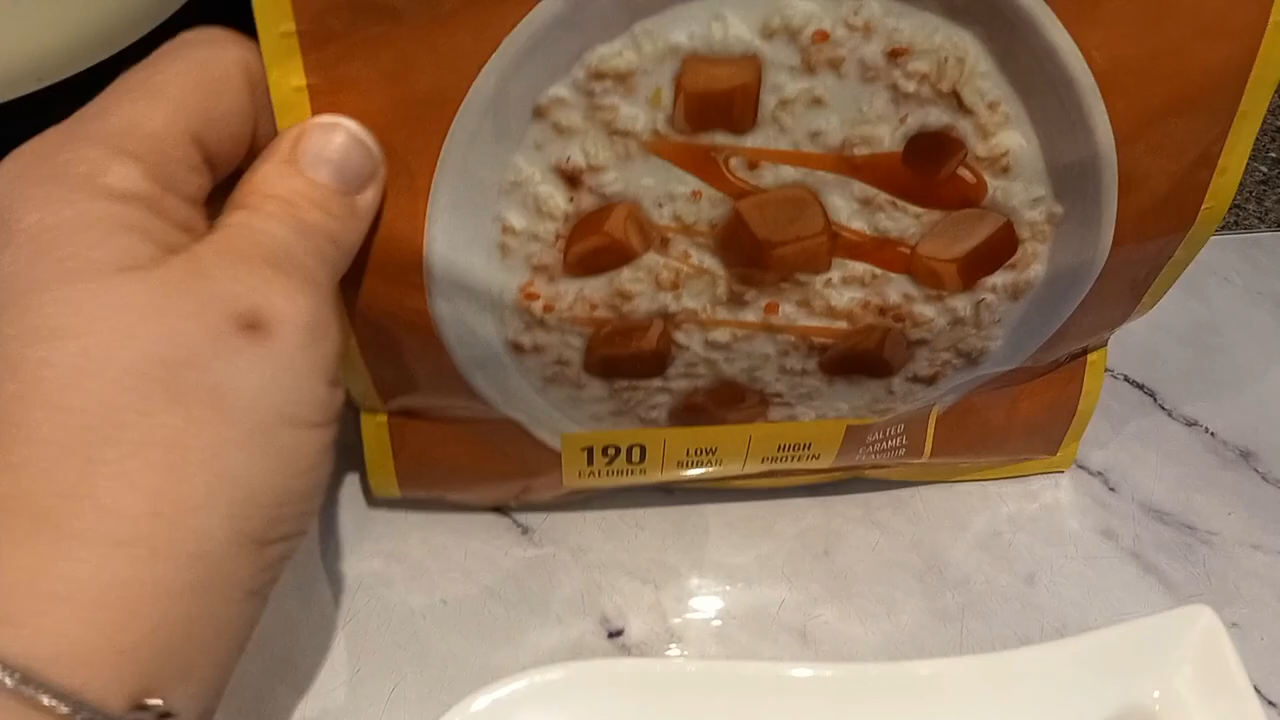 190
CALORIES
LOW
SUGAR
HIGH
PROTEIN
SALTED
CARAMEL
FLAVOUR